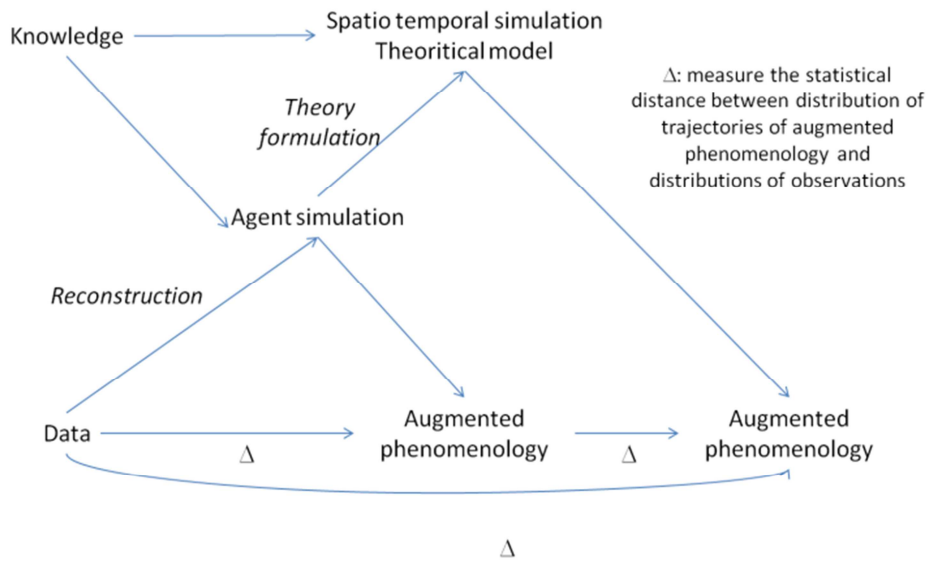 Knowledge
Spatio temporal simulation
Theoritical model
Δ: measure the statistical
distance between distribution of
trajectories of augmented
phenomenology and
distributions of observations
Theory
formulation
Agent simulation
Reconstruction
Data
Δ
Augmented
phenomenology
Δ
Augmented
phenomenology
Δ